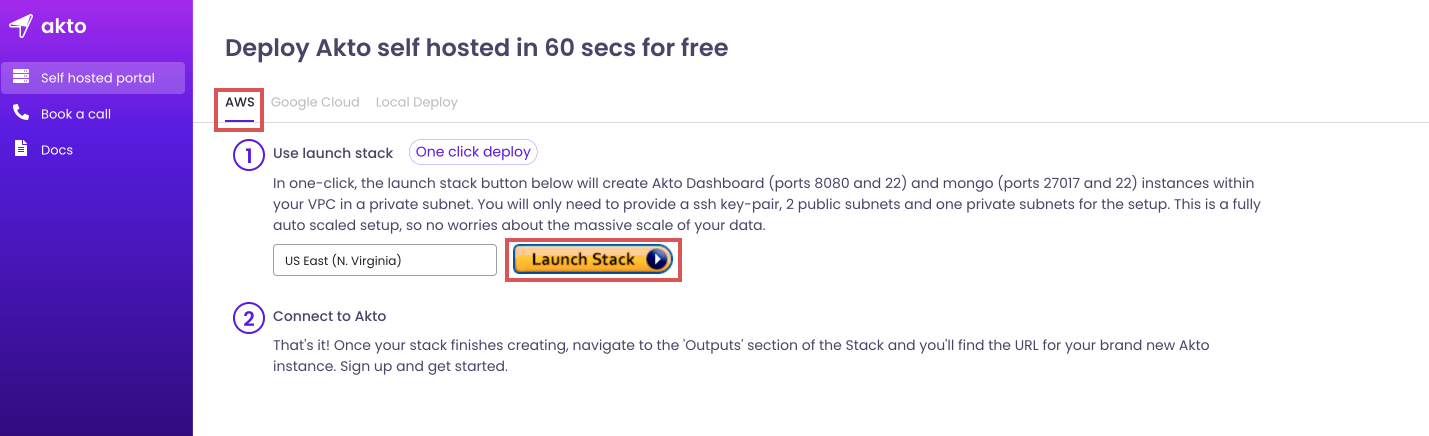 akto
Self hosted portal
Book a call
Docs
Deploy Akto self hosted in 60 secs for free
AWS Google Cloud Local Deploy
1 Use launch stack One click deploy
In one-click, the launch stack button below will create Akto Dashboard (ports 8080 and 22) and mongo (ports 27017 and 22) instances within
your VPC in a private subnet. You will only need to provide a ssh key-pair, 2 public subnets and one private subnets for the setup. This is a fully
auto scaled setup, so no worries about the massive scale of your data.
US East (N. Virginia) Launch Stack
2 Connect to Akto
That's it! Once your stack finishes creating, navigate to the 'Outputs' section of the Stack and you'll find the URL for your brand new Akto
instance. Sign up and get started.